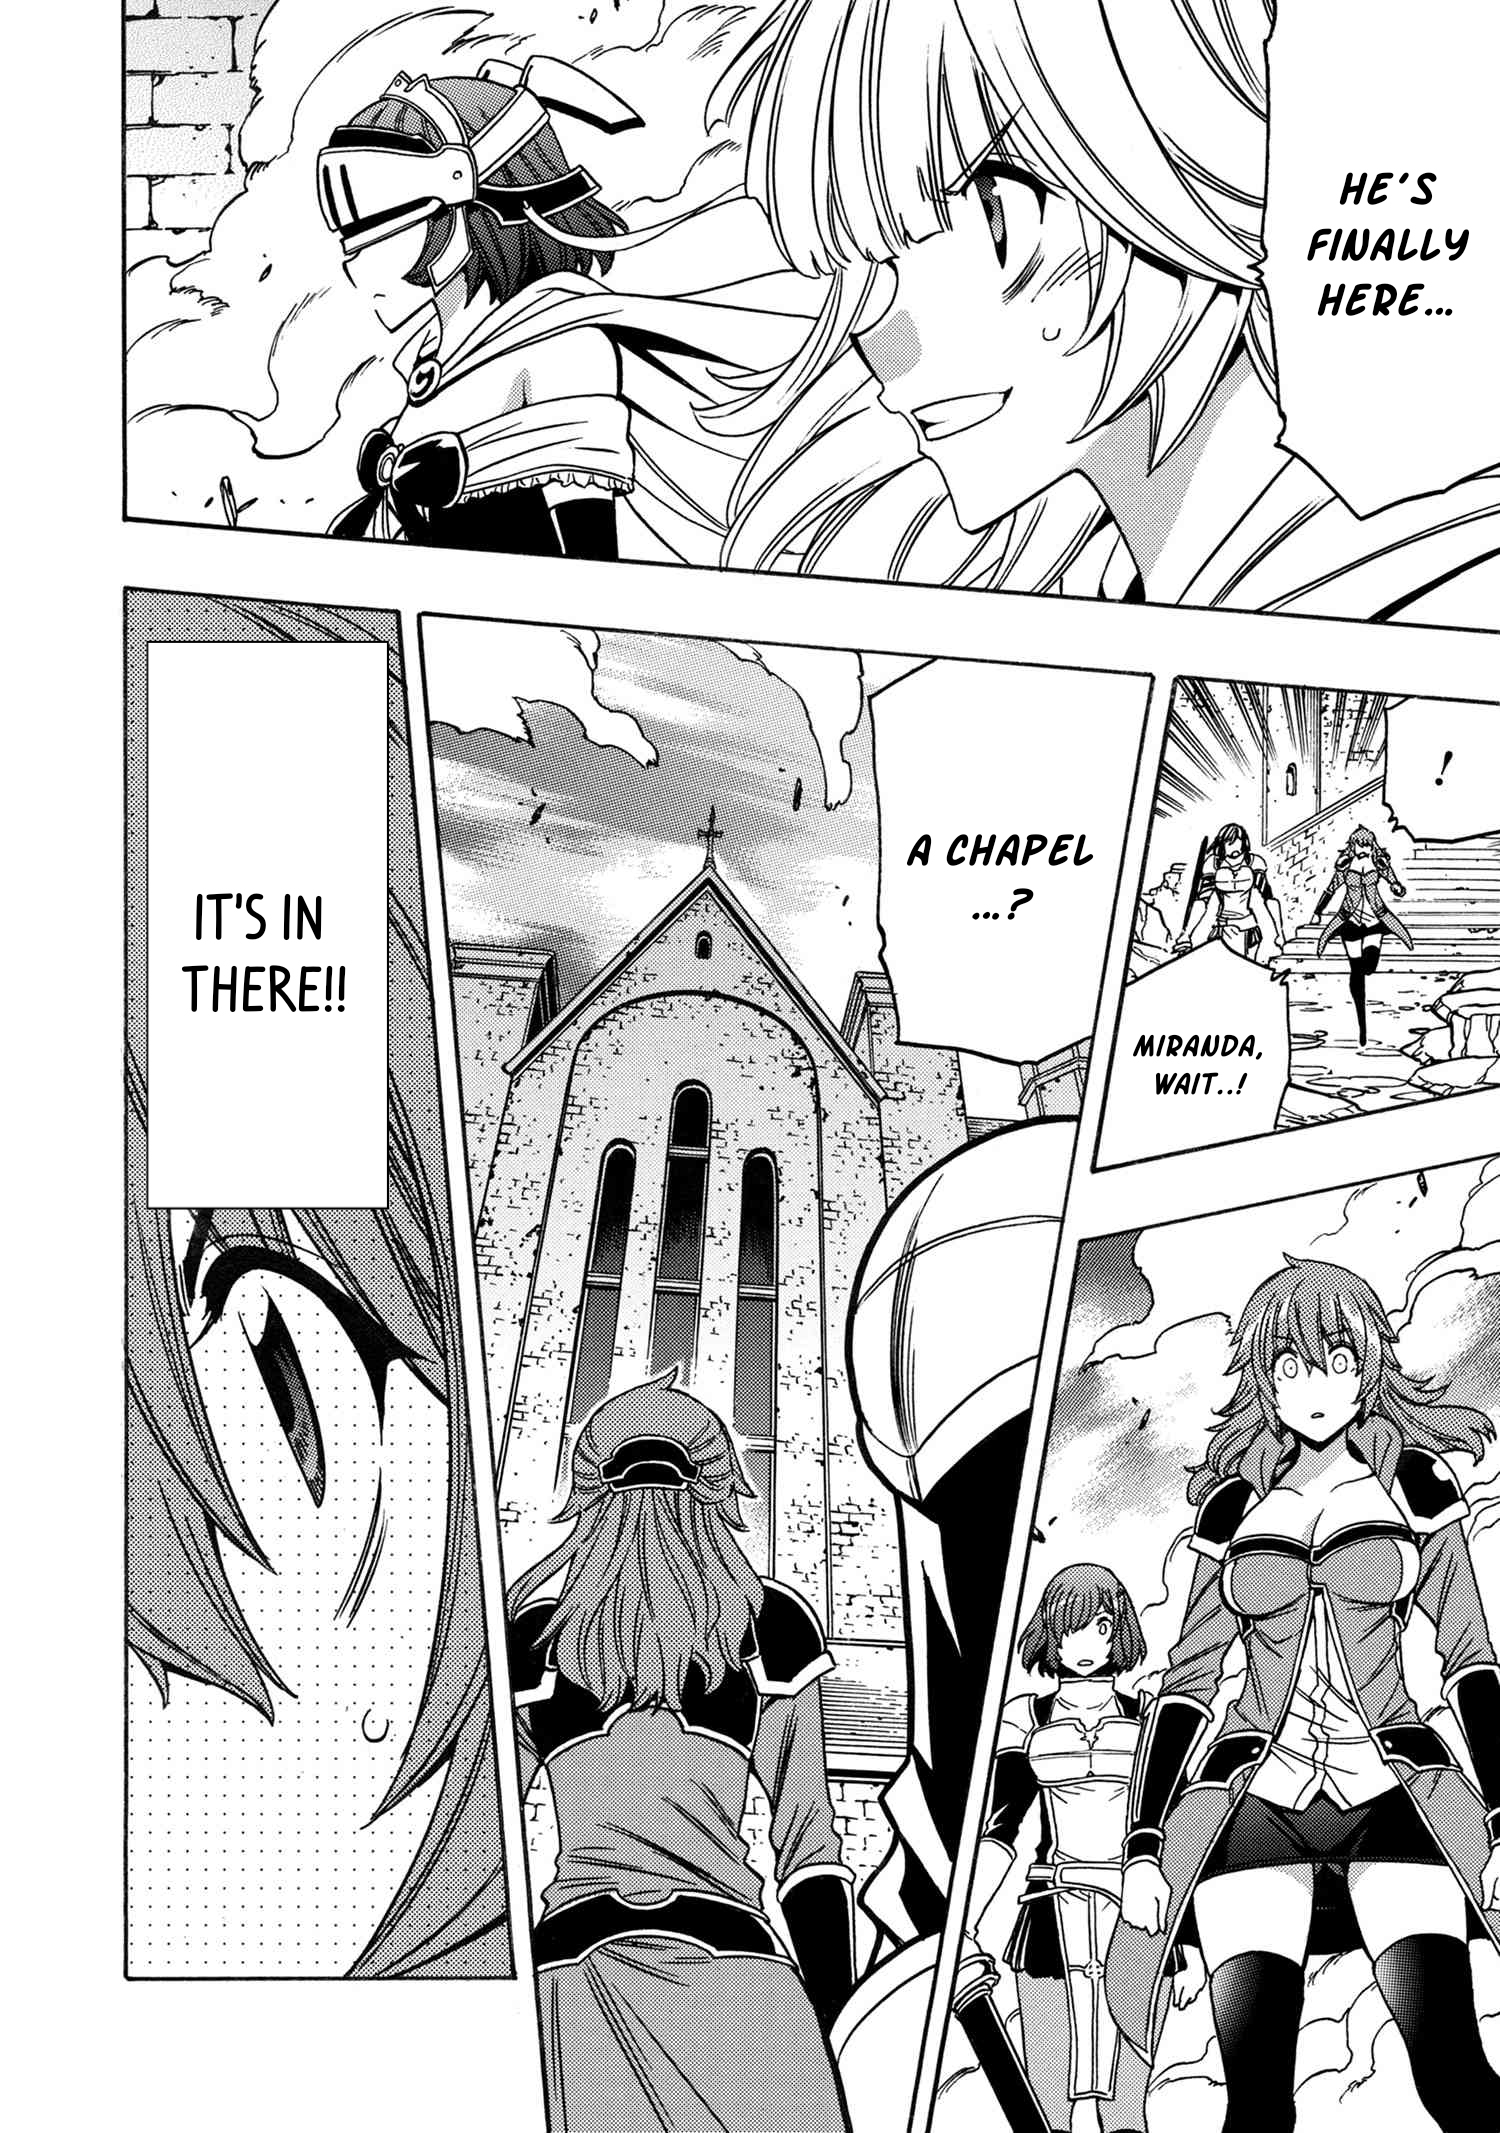 HE'S
FINALLY
HERE...
!
MIRANDA,
WAIT..!
A CHAPEL
...?
IT'S IN
THERE!!